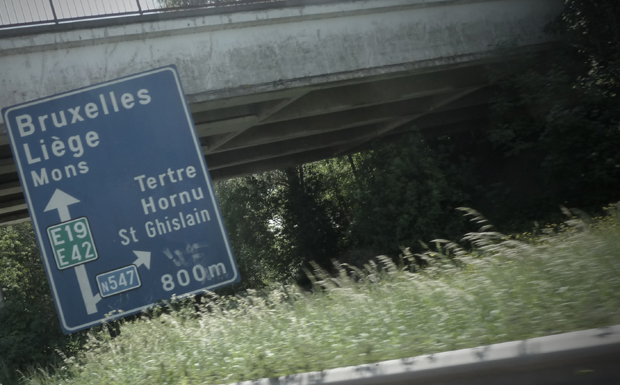 Bruxelles
Liège
Mons
Tertre
Hornu
St Ghislain
E19
E42
N547
800m